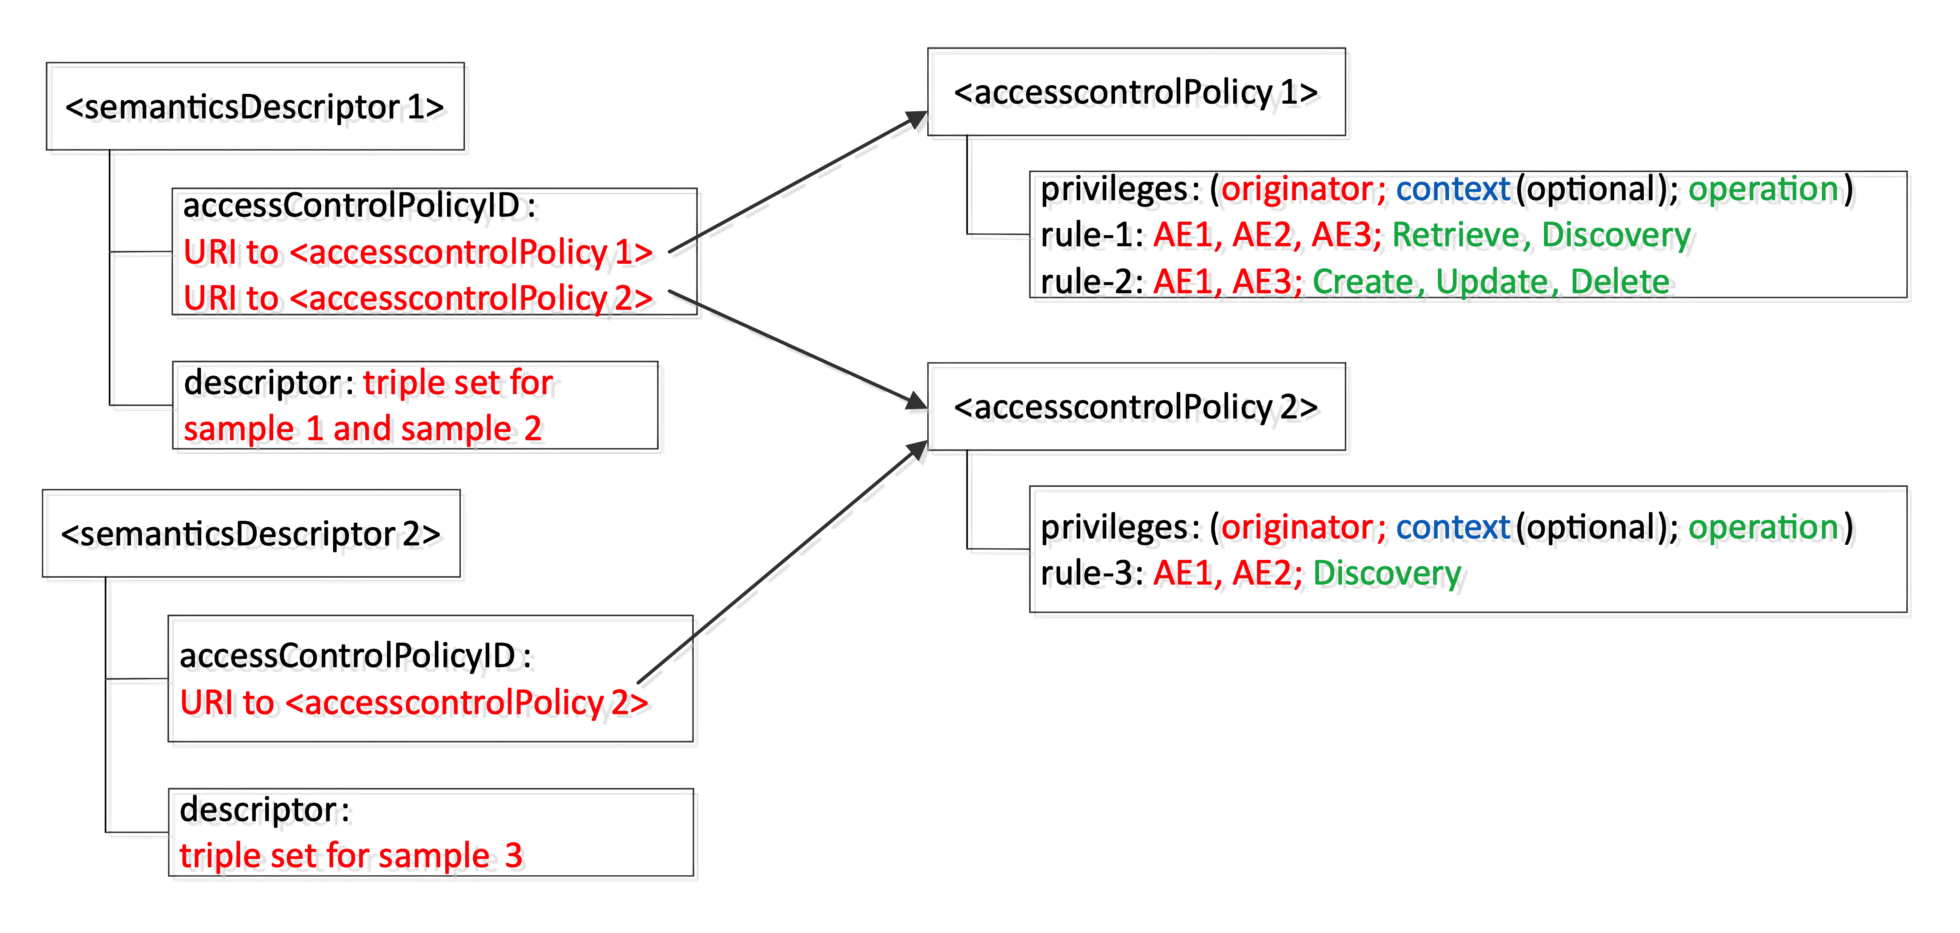 <semanticsDescriptor 1>
accessControlPolicyID :
URI to <accesscontrolPolicy 1>
URI to <accesscontrolPolicy 2>
descriptor: triple set for
sample 1 and sample 2
<semanticsDescriptor 2>
accessControlPolicyID :
URI to <accesscontrolPolicy 2>
descriptor:
triple set for sample 3
<accesscontrolPolicy 1>
privileges: (originator; context (optional); operation)
rule-1: AE1, AE2, AE3; Retrieve, Discovery
rule-2: AE1, AE3; Create, Update, Delete
<accesscontrolPolicy 2>
privileges: (originator; context (optional); operation)
rule-3: AE1, AE2; Discovery